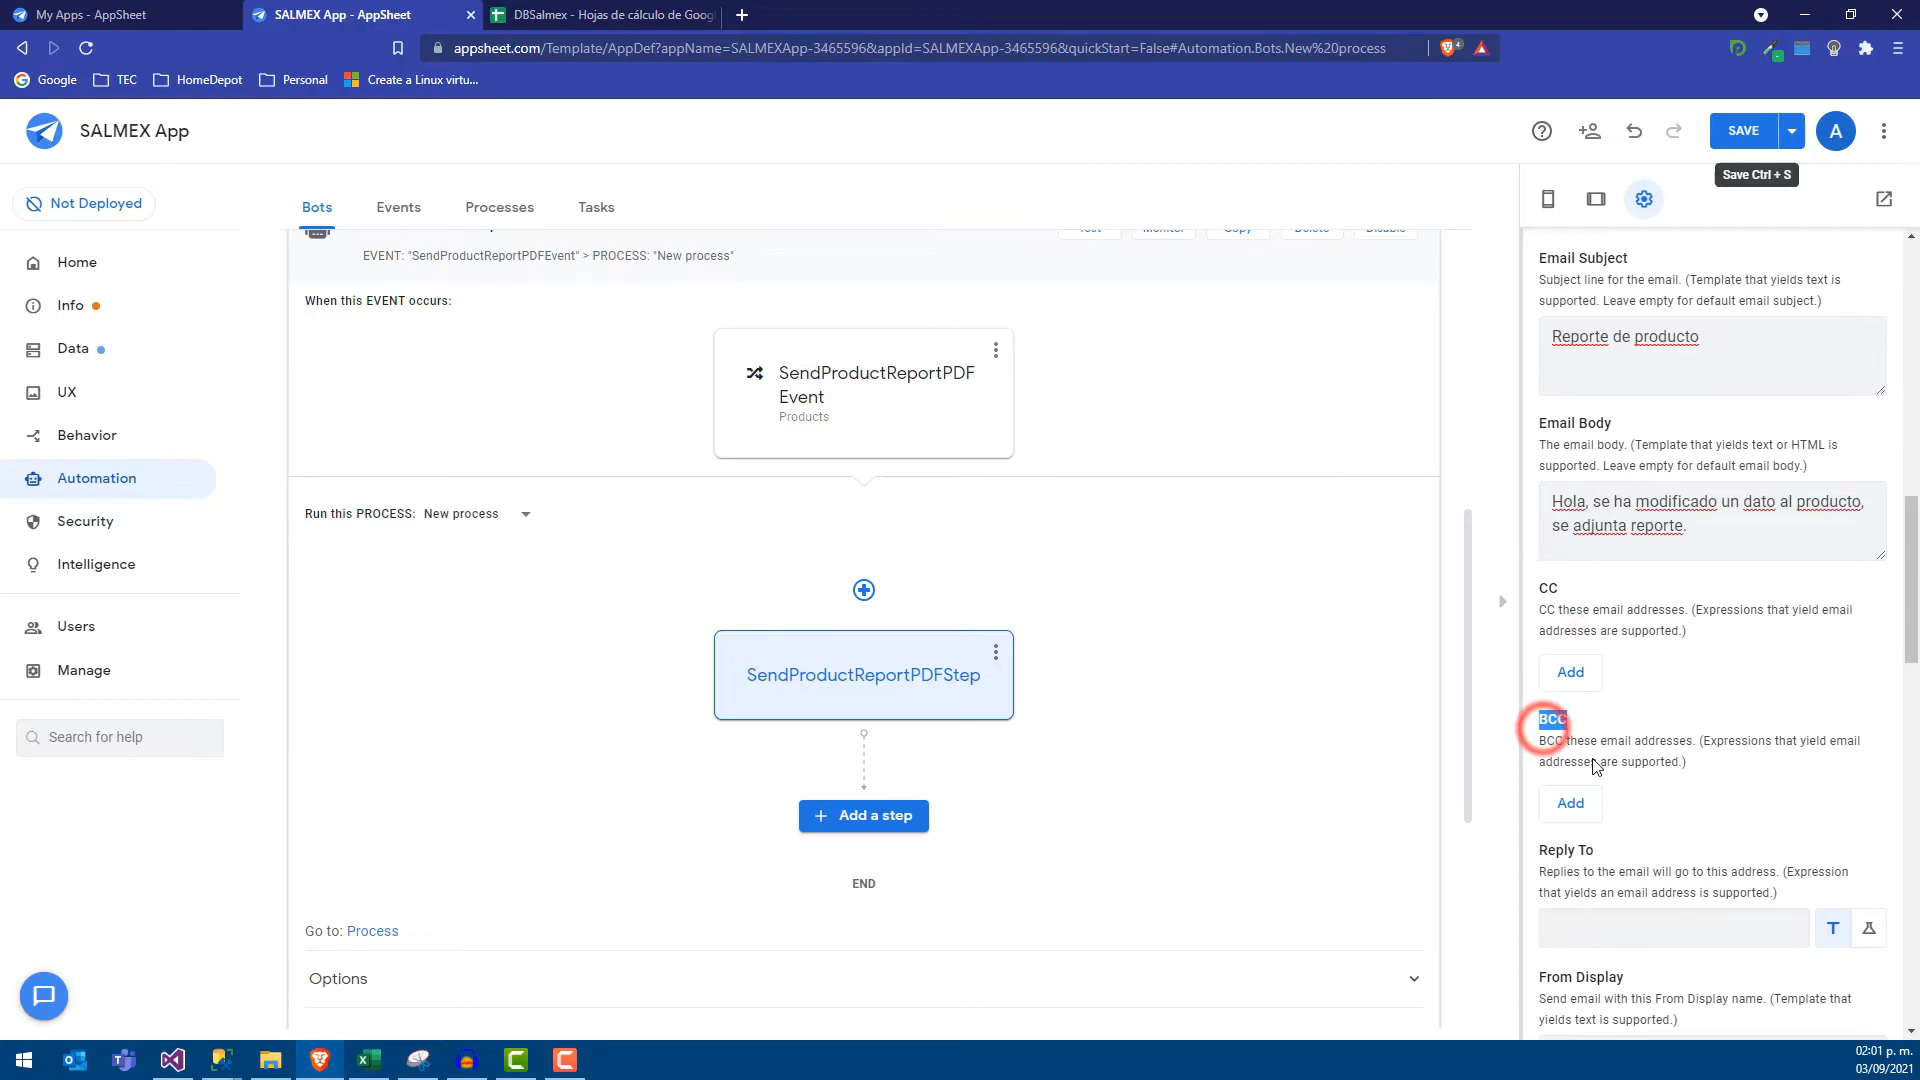 My Apps - AppSheet
SALMEX App - AppSheet
DBSalmex - Hojas de cálculo de Goog
appsheet.com/Template/AppDef?appName=SALMEXApp-3465596&appId=SALMEXApp-3465596&quickStart=False#Automation.Bots.New%20process
4
Google
TEC
HomeDepot
Personal
Create a Linux virtu...
SALMEX App
SAVE
A
Save Ctrl + S
Not Deployed
Bots
Events
Processes
Tasks
Home
Info
Data
UX
Behavior
Automation
Security
Intelligence
Users
Manage
Search for help
Test
Monitor
Copy
Delete
Disable
EVENT: "SendProductReportPDFEvent" > PROCESS: "New process"
When this EVENT occurs:
SendProductReportPDF
Event
Products
Run this PROCESS: New process
SendProductReportPDFStep
Add a step
END
Go to: Process
Options
Email Subject
Subject line for the email. (Template that yields text is
supported. Leave empty for default email subject.)
Reporte de producto
Email Body
The email body. (Template that yields text or HTML is
supported. Leave empty for default email body.)
Hola, se ha modificado un dato al producto,
se adjunta reporte.
CC
CC these email addresses. (Expressions that yield email
addresses are supported.)
Add
BCC
BCC these email addresses. (Expressions that yield email
addresses are supported.)
Add
Reply To
Replies to the email will go to this address. (Expression
that yields an email address is supported.)
T
From Display
Send email with this From Display name. (Template that
yields text is supported.)
02:01 p. m.
03/09/2021